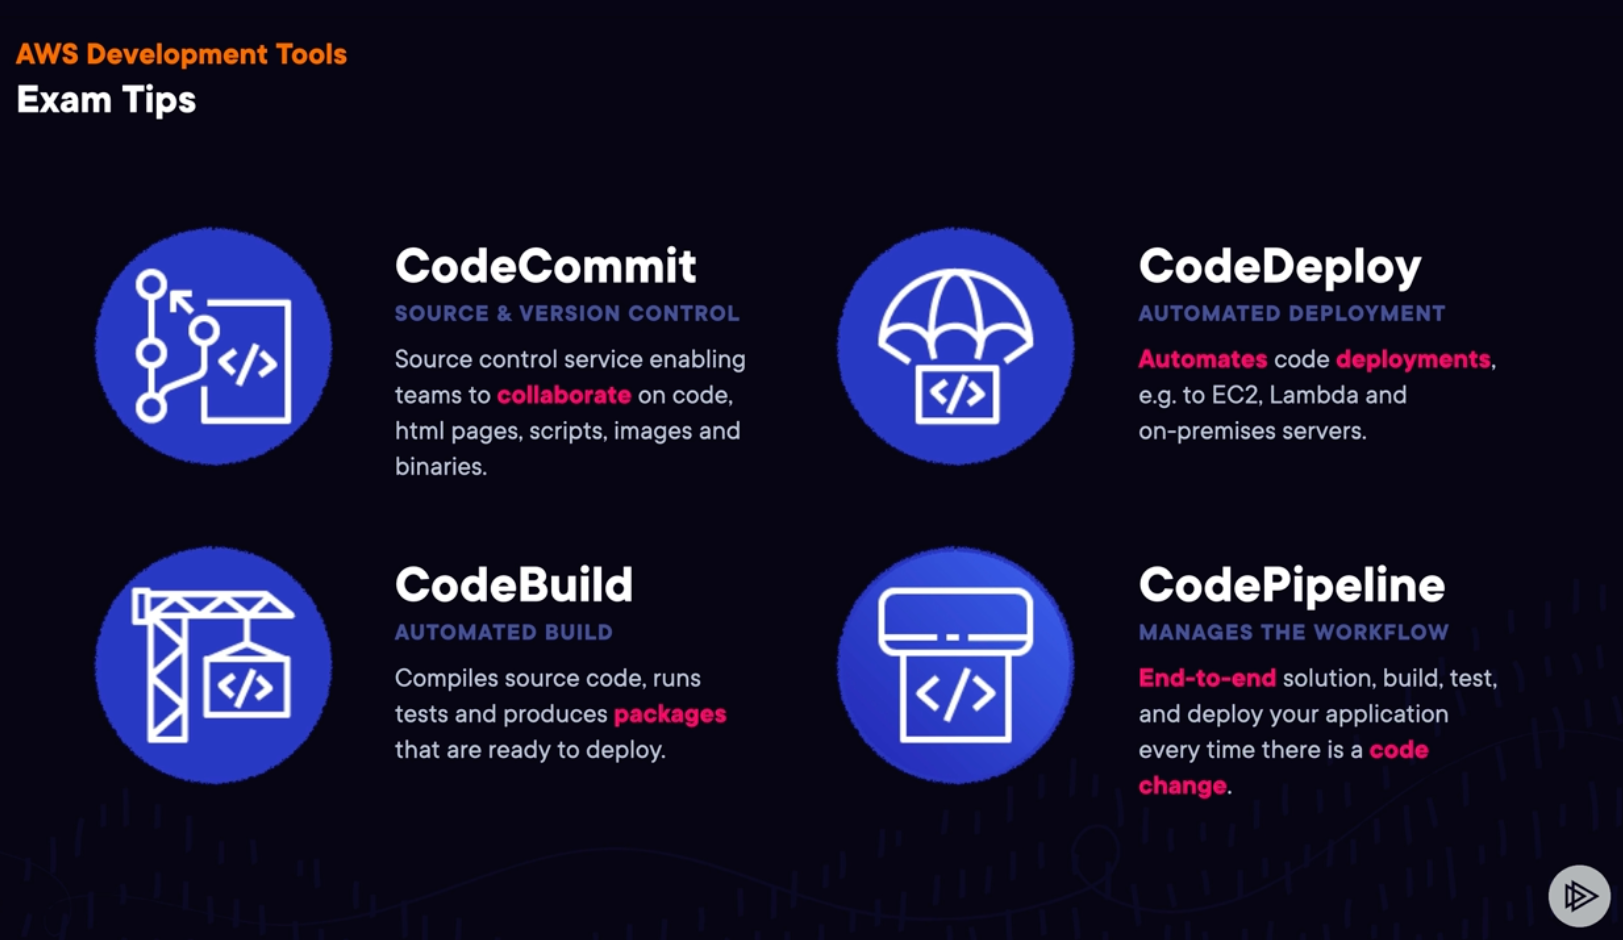 AWS Development Tools
Exam Tips
CodeCommit
SOURCE & VERSION CONTROL
Source control service enabling
teams to collaborate on code,
html pages, scripts, images and
binaries.
CodeDeploy
AUTOMATED DEPLOYMENT
Automates code deployments,
e.g. to EC2, Lambda and
on-premises servers.
CodeBuild
AUTOMATED BUILD
Compiles source code, runs
tests and produces packages
that are ready to deploy.
CodePipeline
MANAGES THE WORKFLOW
End-to-end solution, build, test,
and deploy your application
every time there is a code
change.